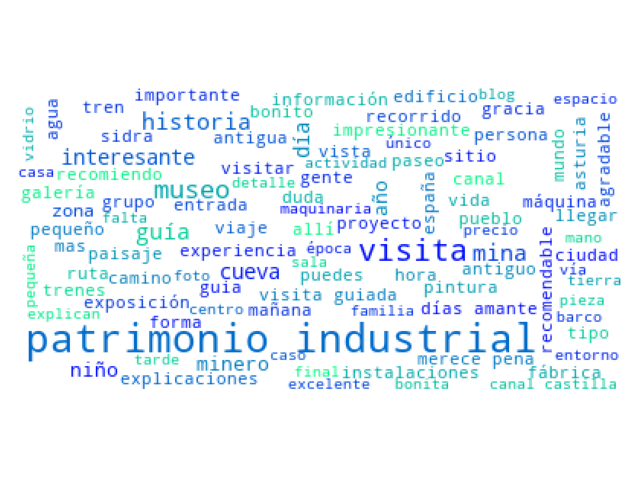 importante
información
edificio
blog
espacio
tren
agua
vidrio
historia
bonito
recorrido
gracia
sidra
antigua
día
impresionante
persona
único
mundo
asturia
agradable
interesante
vista
actividad
paseo
sitio
casa
recomiendo
visitar
gente
canal
detalle
galería
museo
duda
año
españa
vida
máquina
zona
grupo
entrada
maquinaria
proyecto
pueblo
llegar
falta
pequeño
guía
viaje
allí
precio
mano
mas
paisaje
experiencia
época
visita
mina
recomendable
ciudad
sala
ruta
camino
foto
cueva
puedes
hora
antiguo
vía
tierra
pequeña
trenes
guia
visita guiada
pintura
exposición
centro
mañana
familia
días
amante
pieza
barco
explican
forma
patrimonio industrial
tipo
tarde
caso
merece pena
entorno
niño
minero
final
instalaciones
fábrica
explicaciones
excelente
bonita
canal castilla